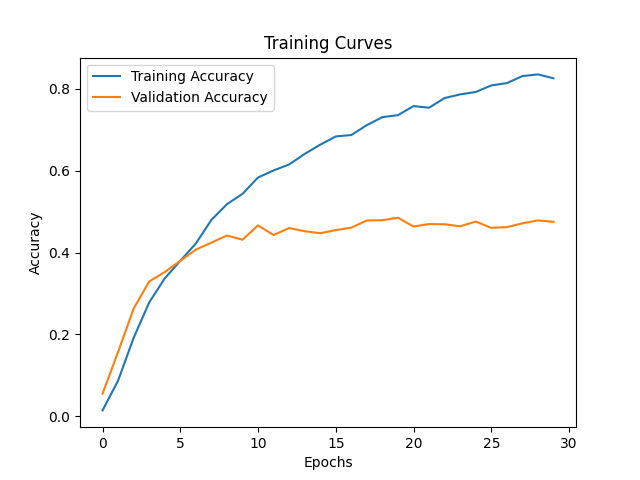 Training Curves
Training Accuracy
Validation Accuracy
Accuracy
0.8
0.6
0.4
0.2
0.0
0 5 10 15 20 25 30
Epochs